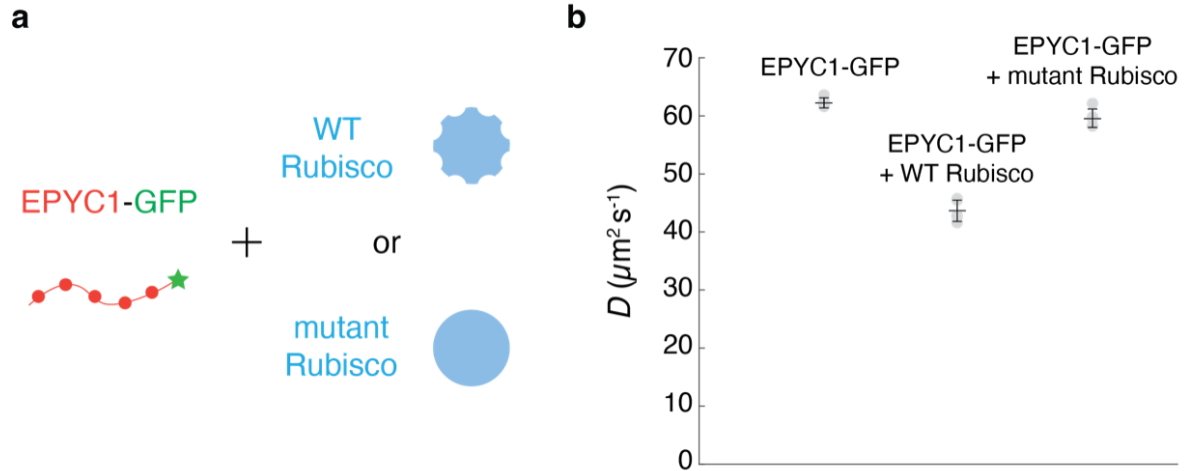 a
WT
Rubisco
EPYC1-GFP
+
or
mutant
Rubisco
b
D (µm² s⁻¹)
70
60
50
40
30
20
10
0
EPYC1-GFP
EPYC1-GFP
+ WT Rubisco
EPYC1-GFP
+ mutant Rubisco